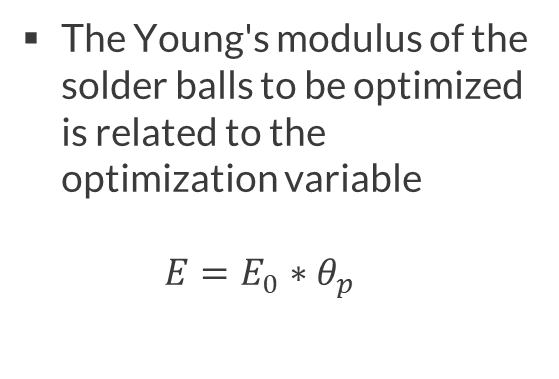 ▪ The Young's modulus of the
solder balls to be optimized
is related to the
optimization variable
E = E₀ * θₚ